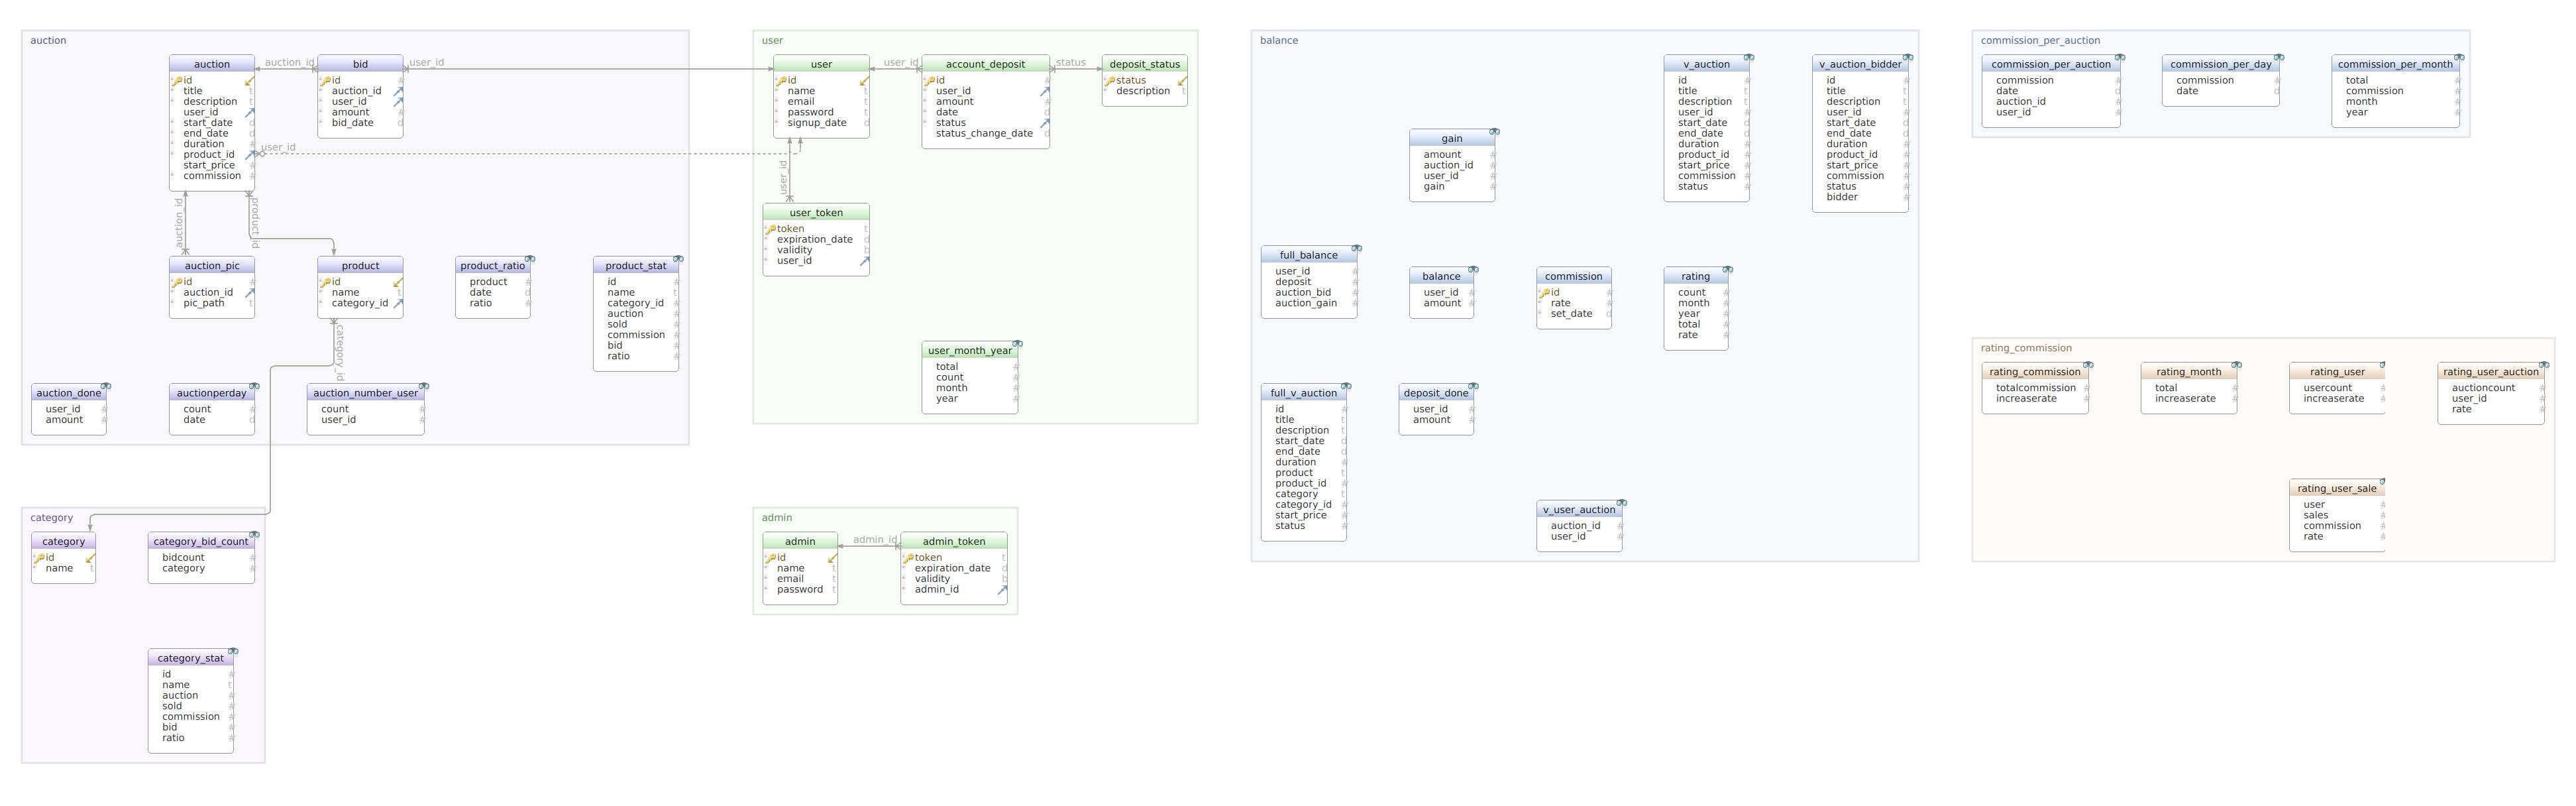 auction
auction
id
title
description
user_id
start_date
end_date
duration
product_id
start_price
commission
auction_id
bid
id
auction_id
user_id
amount
bid_date
user_id
user_id
auction_id
product_id
auction_pic
id
auction_id
pic_path
product
id
name
category_id
category_id
product_ratio
product
date
ratio
product_stat
id
name
category_id
auction
sold
commission
bid
ratio
auction_done
user_id
amount
auctionperday
count
date
auction_number_user
count
user_id
category
category
id
name
category_bid_count
bidcount
category
category_stat
id
name
auction
sold
commission
bid
ratio
user
user
id
name
email
password
signup_date
user_id
account_deposit
id
user_id
amount
date
status
status_change_date
status
deposit_status
status
description
user_id
user_token
token
expiration_date
validity
user_id
user_month_year
total
count
month
year
admin
admin
id
name
email
password
admin_id
admin_token
token
expiration_date
validity
admin_id
balance
gain
amount
auction_id
user_id
gain
v_auction
id
title
description
user_id
start_date
end_date
duration
product_id
start_price
commission
status
v_auction_bidder
id
title
description
user_id
start_date
end_date
duration
product_id
start_price
commission
status
bidder
full_balance
user_id
deposit
auction_bid
auction_gain
balance
user_id
amount
commission
id
rate
set_date
rating
count
month
year
total
rate
full_v_auction
id
title
description
start_date
end_date
duration
product
product_id
category
category_id
start_price
status
deposit_done
user_id
amount
v_user_auction
auction_id
user_id
commission_per_auction
commission_per_auction
commission
date
auction_id
user_id
commission_per_day
commission
date
commission_per_month
total
commission
month
year
rating_commission
rating_commission
totalcommission
increaserate
rating_month
total
increaserate
rating_user
usercount
increaserate
rating_user_auction
auctioncount
user_id
rate
rating_user_sale
user
sales
commission
rate